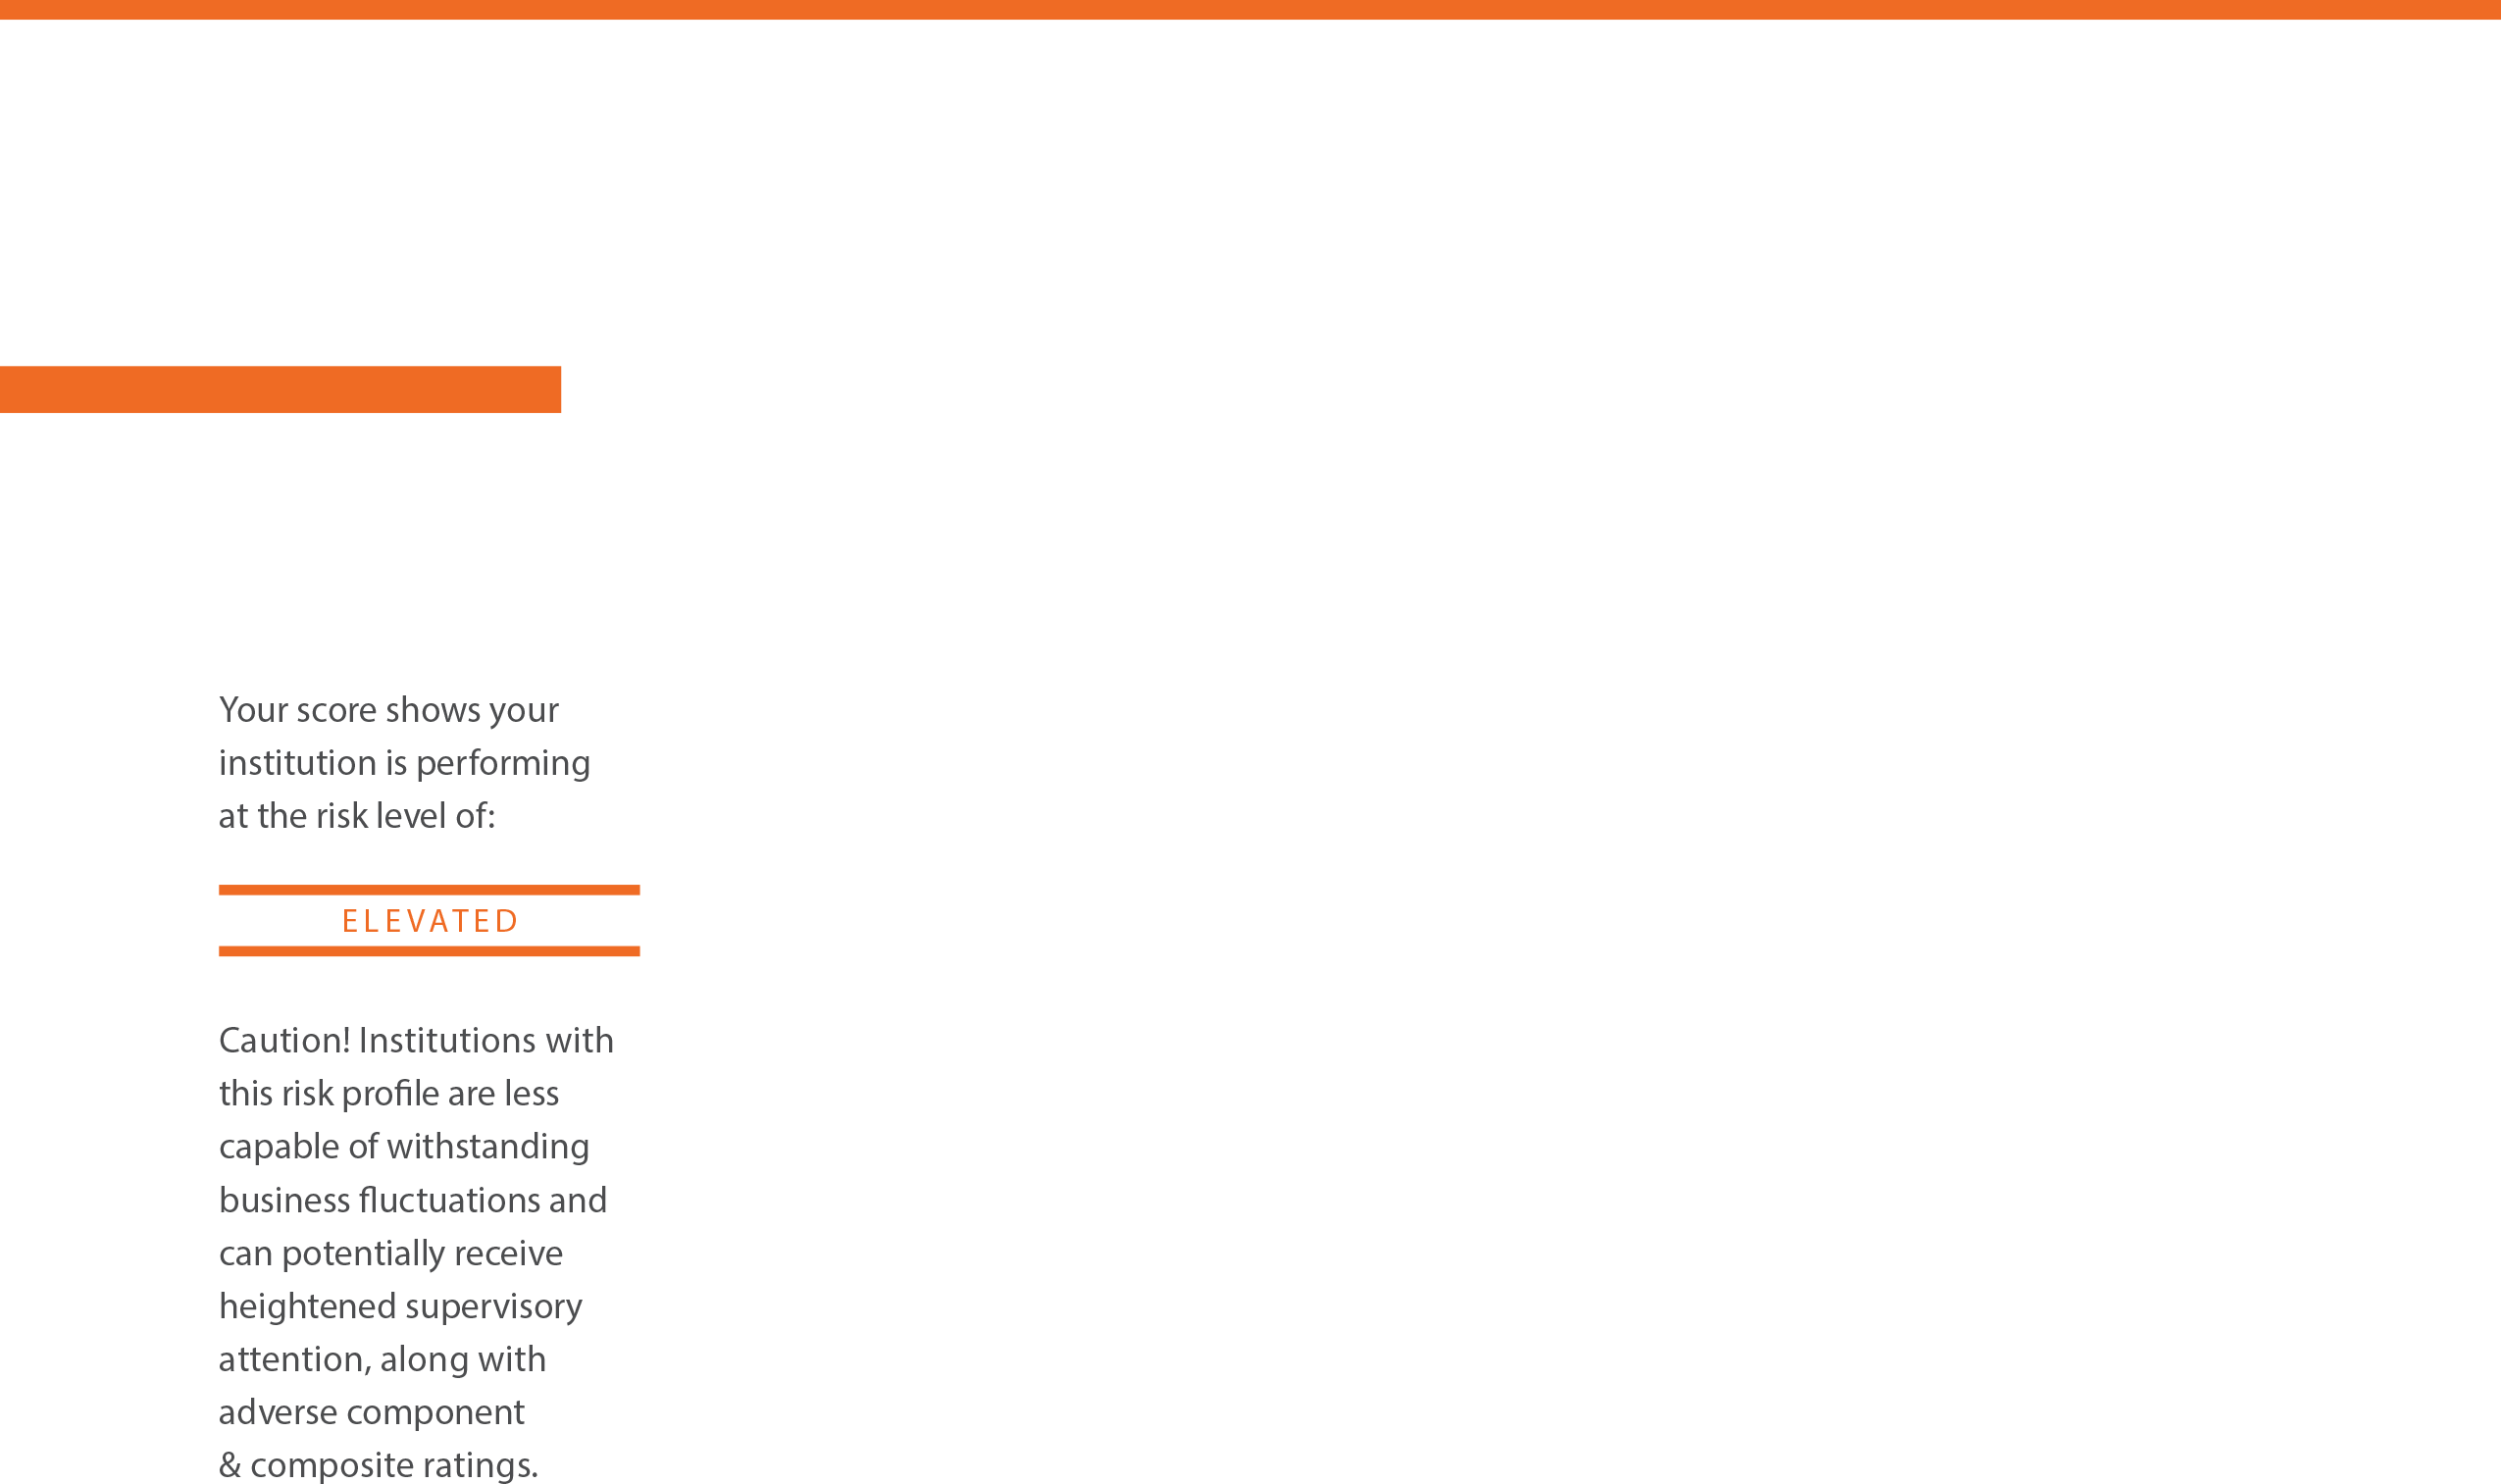 Your score shows your
institution is performing
at the risk level of:
ELEVATED
Caution! Institutions with
this risk profile are less
capable of withstanding
business fluctuations and
can potentially receive
heightened supervisory
attention, along with
adverse component
& composite ratings.